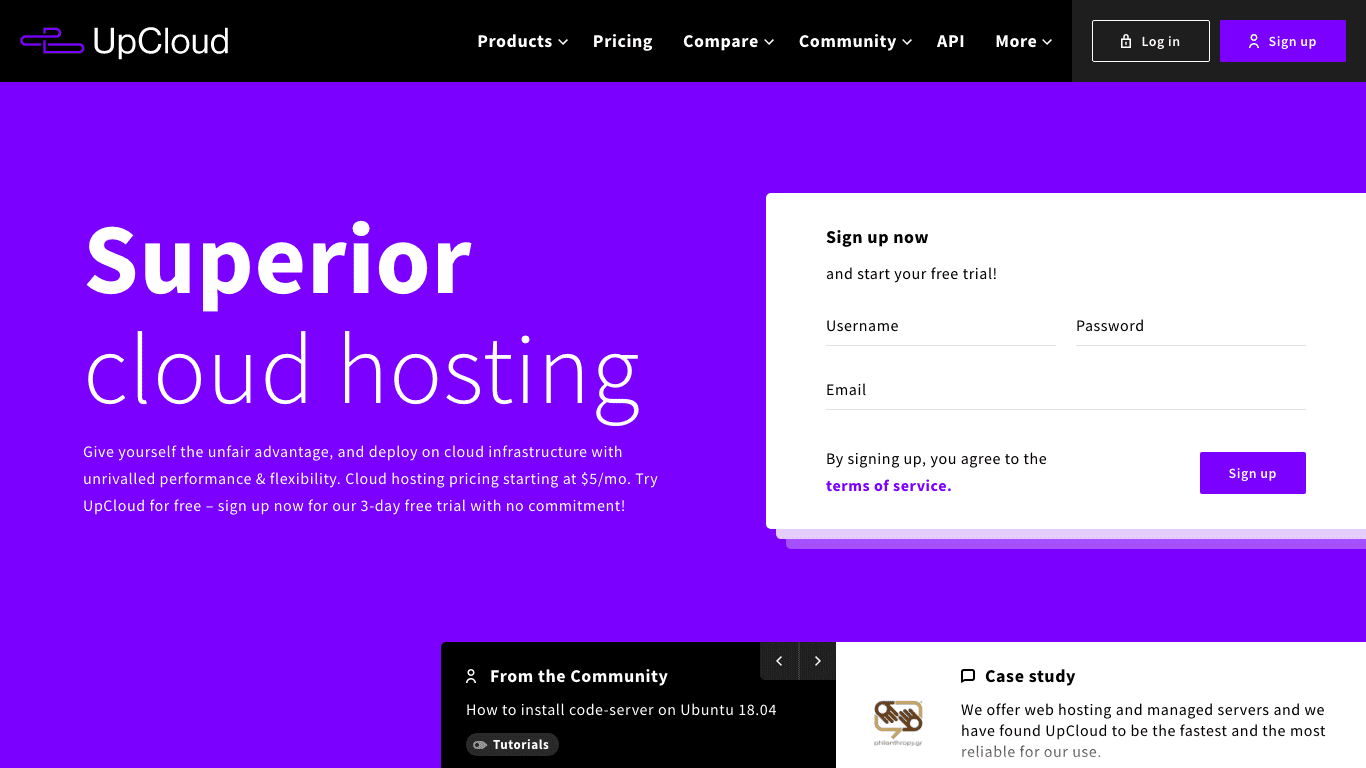 UpCloud
Products
Pricing
Compare
Community
API
More
Log in
Sign up
Superior
cloud hosting
Give yourself the unfair advantage, and deploy on cloud infrastructure with
unrivalled performance & flexibility. Cloud hosting pricing starting at $5/mo. Try
UpCloud for free – sign up now for our 3-day free trial with no commitment!
Sign up now
and start your free trial!
Username
Password
Email
By signing up, you agree to the
terms of service.
Sign up
From the Community
How to install code-server on Ubuntu 18.04
Tutorials
philanthropy.gr
Case study
We offer web hosting and managed servers and we
have found UpCloud to be the fastest and the most
reliable for our use.